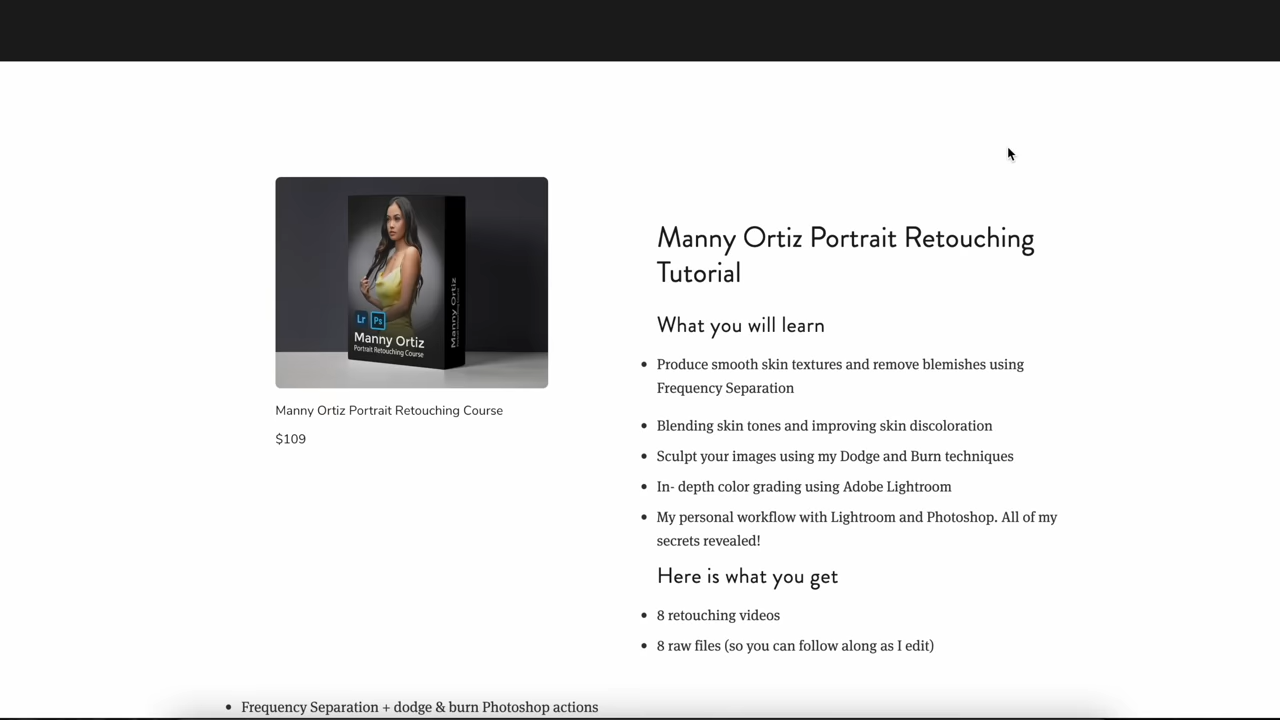 Manny Ortiz Portrait Retouching
Tutorial
What you will learn
Produce smooth skin textures and remove blemishes using
Frequency Separation
Blending skin tones and improving skin discoloration
Sculpt your images using my Dodge and Burn techniques
In- depth color grading using Adobe Lightroom
My personal workflow with Lightroom and Photoshop. All of my
secrets revealed!
Here is what you get
8 retouching videos
8 raw files (so you can follow along as I edit)
Lr Ps
Manny Ortiz
Portrait Retouching Course
Manny Ortiz
Manny Ortiz Portrait Retouching Course
$109
Frequency Separation + dodge & burn Photoshop actions